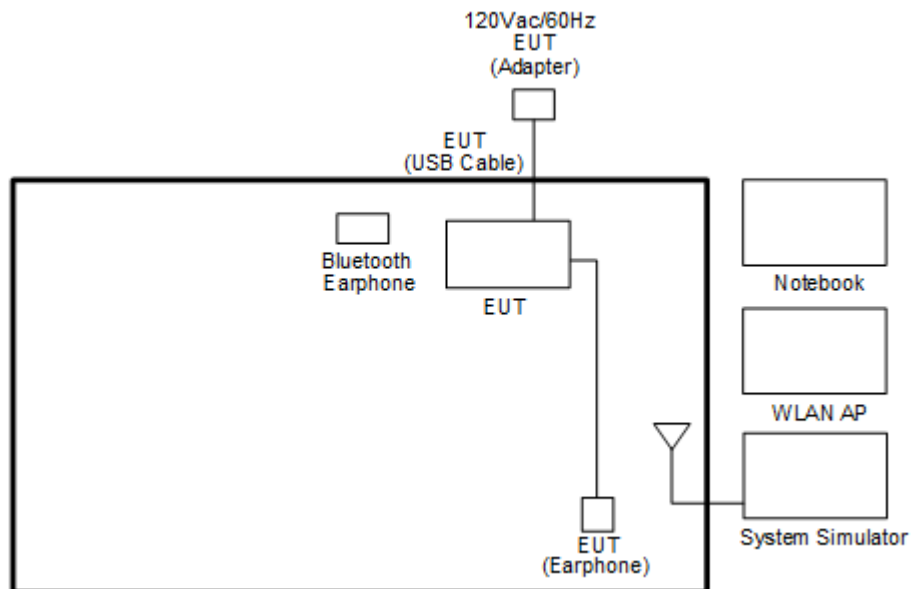 120Vac/60Hz
EUT
(Adapter)
EUT
(USB Cable)
Bluetooth
Earphone
EUT
Notebook
WLAN AP
System Simulator
EUT
(Earphone)